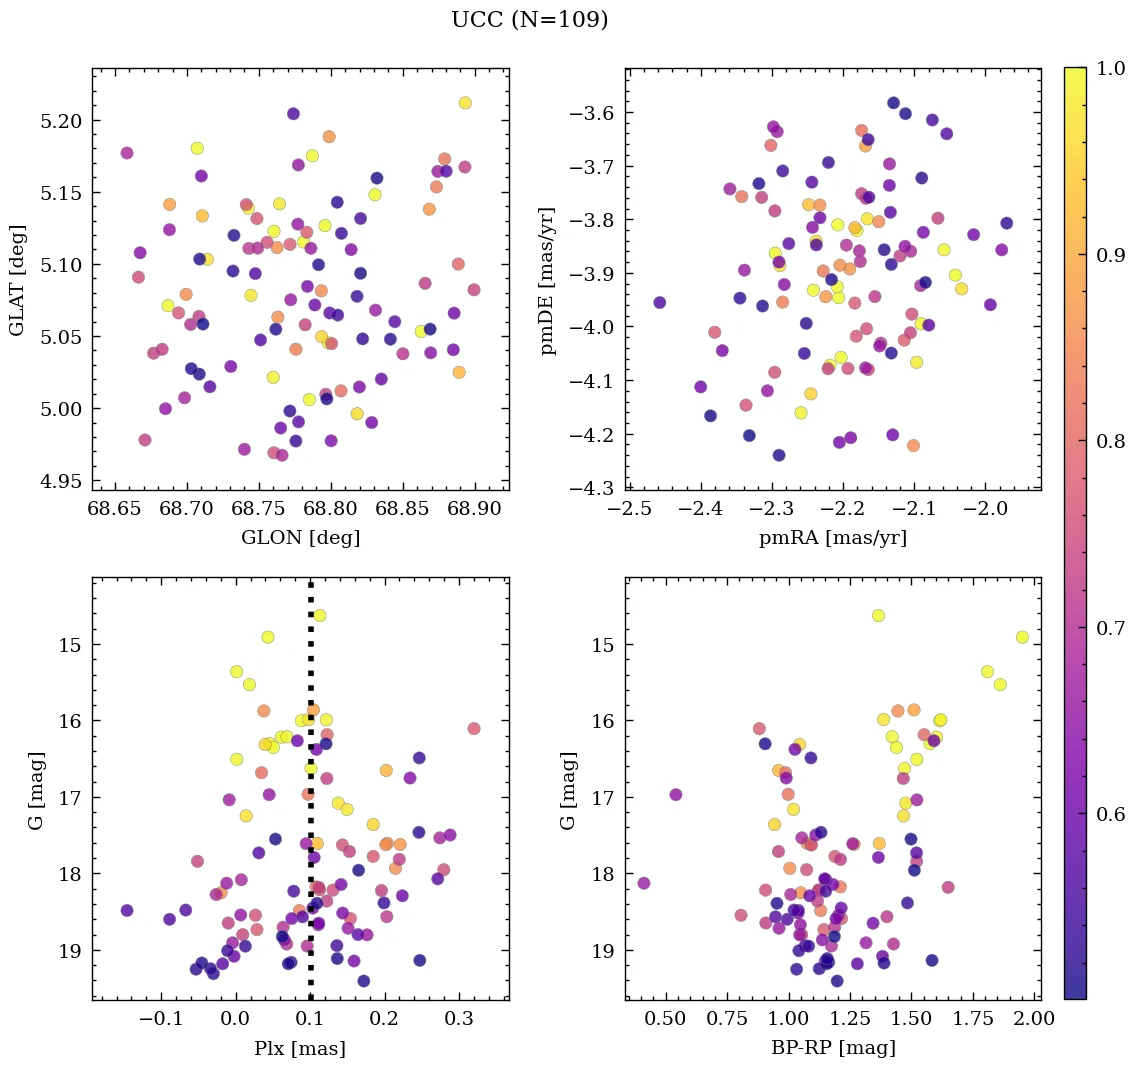 UCC (N=109)
5.20
5.15
5.10
5.05
5.00
4.95
GLAT [deg]
68.65 68.70 68.75 68.80 68.85 68.90
GLON [deg]
−3.6
−3.7
−3.8
−3.9
−4.0
−4.1
−4.2
−4.3
pmDE [mas/yr]
−2.5 −2.4 −2.3 −2.2 −2.1 −2.0
pmRA [mas/yr]
15
16
17
18
19
G [mag]
−0.1 0.0 0.1 0.2 0.3
Plx [mas]
15
16
17
18
19
G [mag]
0.50 0.75 1.00 1.25 1.50 1.75 2.00
BP-RP [mag]
1.0
0.9
0.8
0.7
0.6